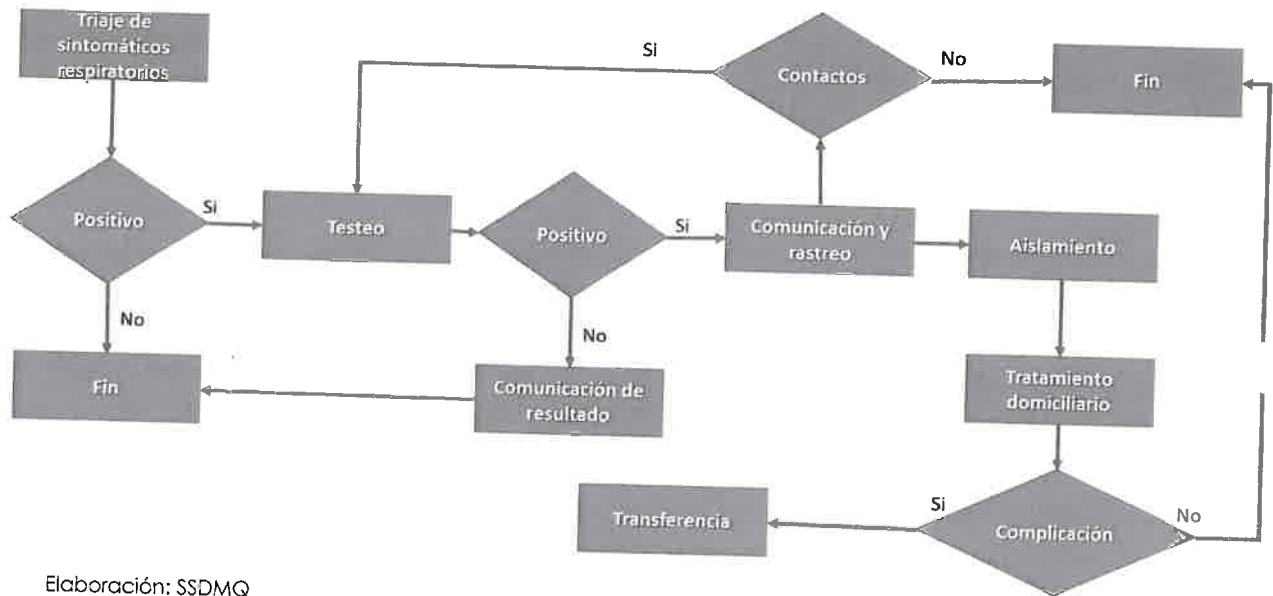 Triaje de
sintomáticos
respiratorios
Si
Contactos
No
Fin
Positivo
Si
Testeo
Positivo
Si
Comunicación y
rastreo
Aislamiento
No
No
Fin
Comunicación de
resultado
Tratamiento
domiciliario
Transferencia
Si
Complicación
No
Elaboración: SSDMQ